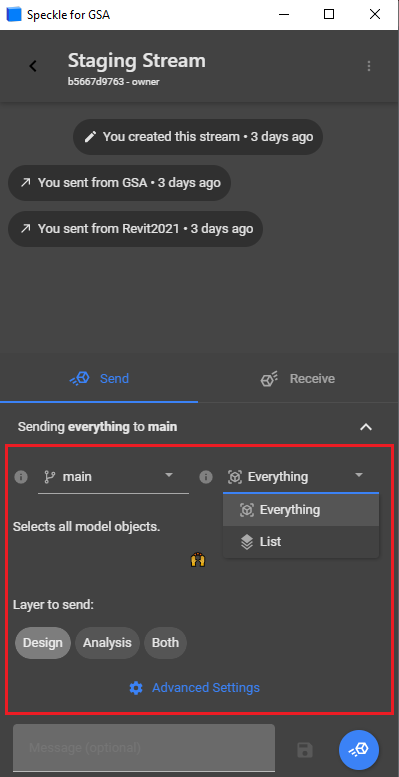 Speckle for GSA
Staging Stream
b5667d9763 - owner
You created this stream • 3 days ago
You sent from GSA • 3 days ago
You sent from Revit2021 • 3 days ago
Send Receive
Sending everything to main
main Everything
Everything
Selects all model objects.
List
Layer to send:
Design Analysis Both
Advanced Settings
Message (optional)